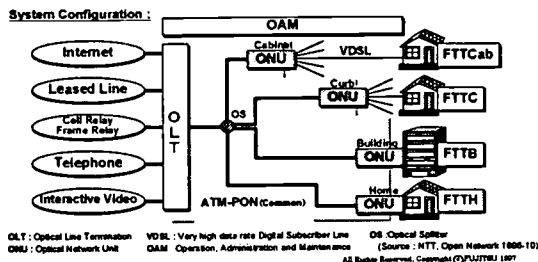 System Configuration :
OAM
Internet
Leased Line
Cell Relay
Frame Relay
Telephone
Interactive Video
OLT
OS
Cabinet
ONU
VDSL
FTTCab
Curb
ONU
FTTC
Building
ONU
FTTB
Home
ONU
FTTH
ATM-PON (Common)
OLT : Optical Line Termination
VDSL : Very high data rate Digital Subscriber Line
OS :Optical Splitter
ONU : Optical Network Unit
OAM Operation, Administration and Maintenance
(Source : NTT, Open Network 1996-10)
All Rights Reserved, Copyright (C)FUJITSU 1997